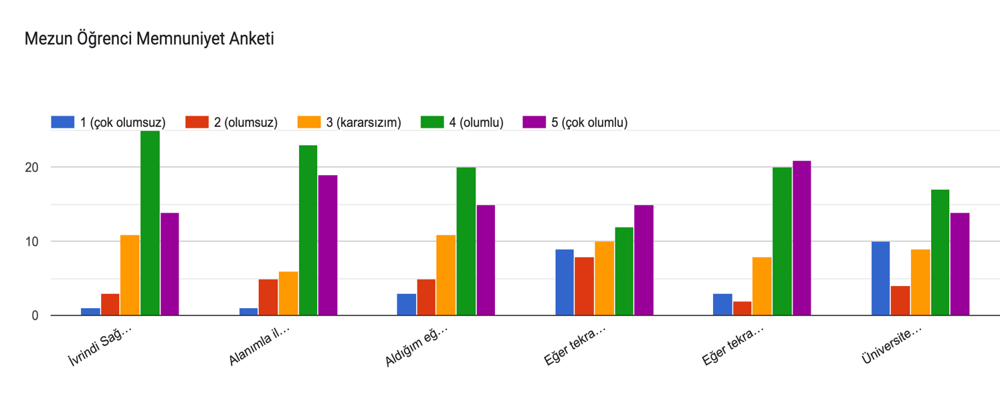 Mezun Öğrenci Memnuniyet Anketi
1 (çok olumsuz) 2 (olumsuz) 3 (kararsızım) 4 (olumlu) 5 (çok olumlu)
20
10
0
İvrindi Sağ…
Alanımla il…
Aldığım eğ…
Eğer tekra…
Eğer tekra…
Üniversite…